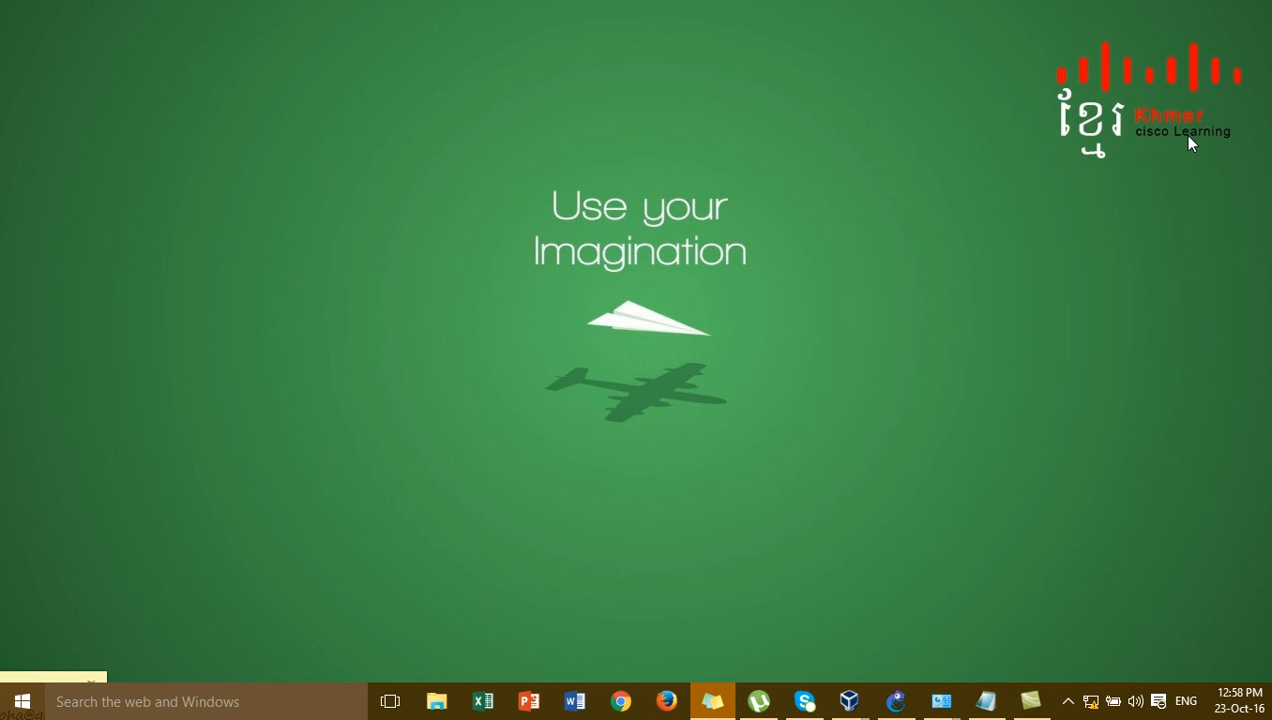 ខ្មែរ
Khmer
cisco Learning
Use your
Imagination
Search the web and Windows
ENG
12:58 PM
23-Oct-16